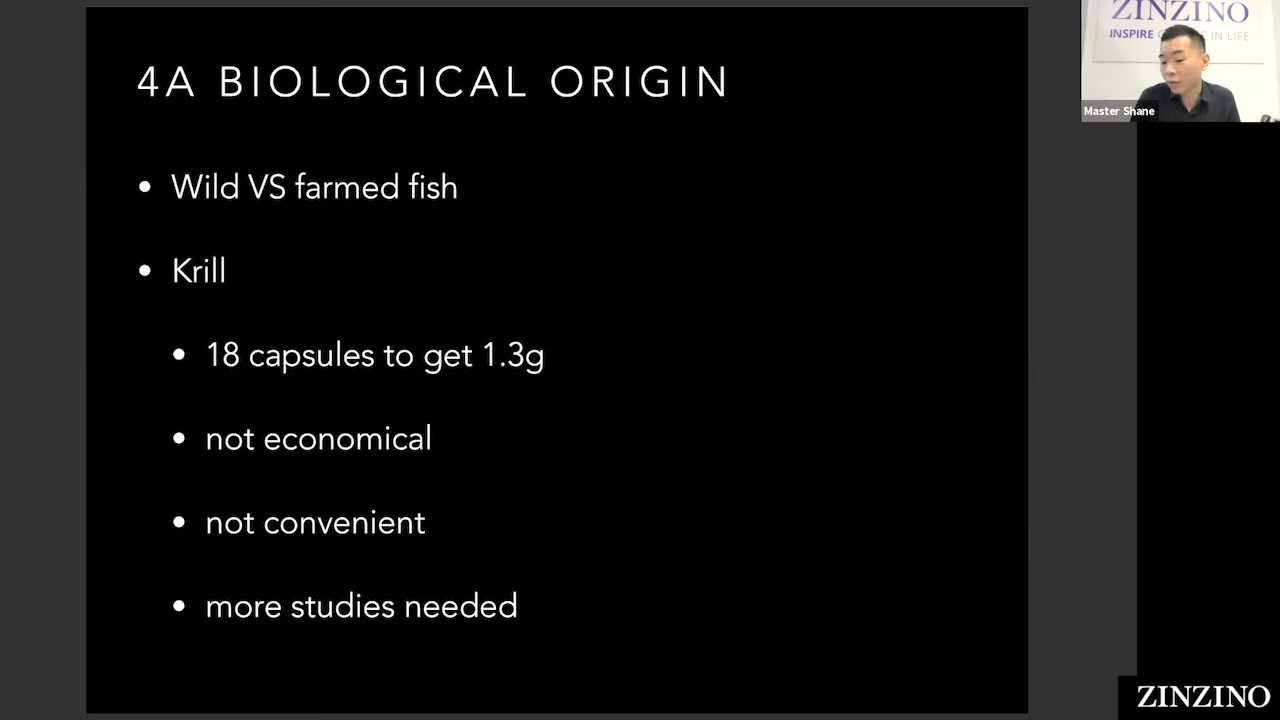 4A BIOLOGICAL ORIGIN
• Wild VS farmed fish
• Krill
• 18 capsules to get 1.3g
• not economical
• not convenient
• more studies needed
ZINZINO
INSPIRE IN LIFE
Master Shane
ZINZINO